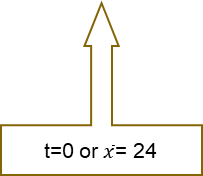 t=0 or ẋ= 24